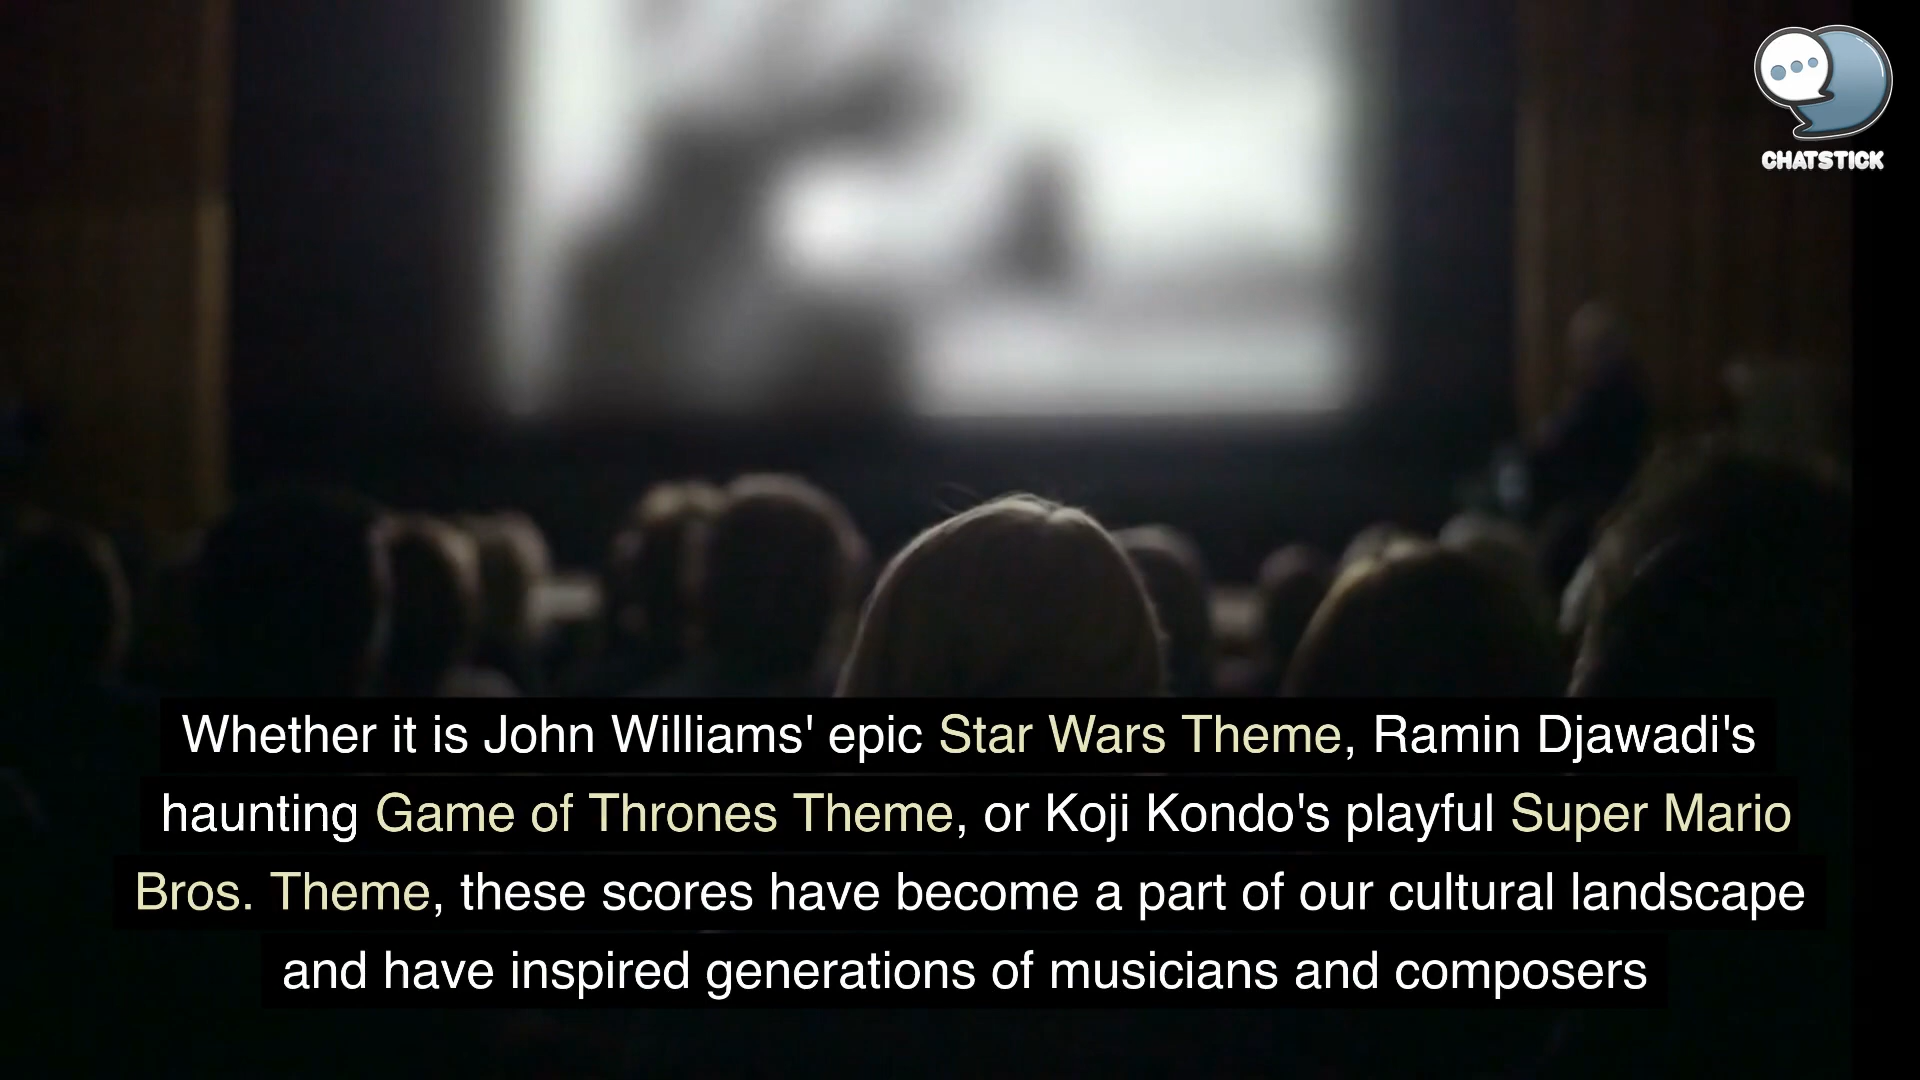 CHATSTICK
Whether it is John Williams' epic Star Wars Theme, Ramin Djawadi's
haunting Game of Thrones Theme, or Koji Kondo's playful Super Mario
Bros. Theme, these scores have become a part of our cultural landscape
and have inspired generations of musicians and composers